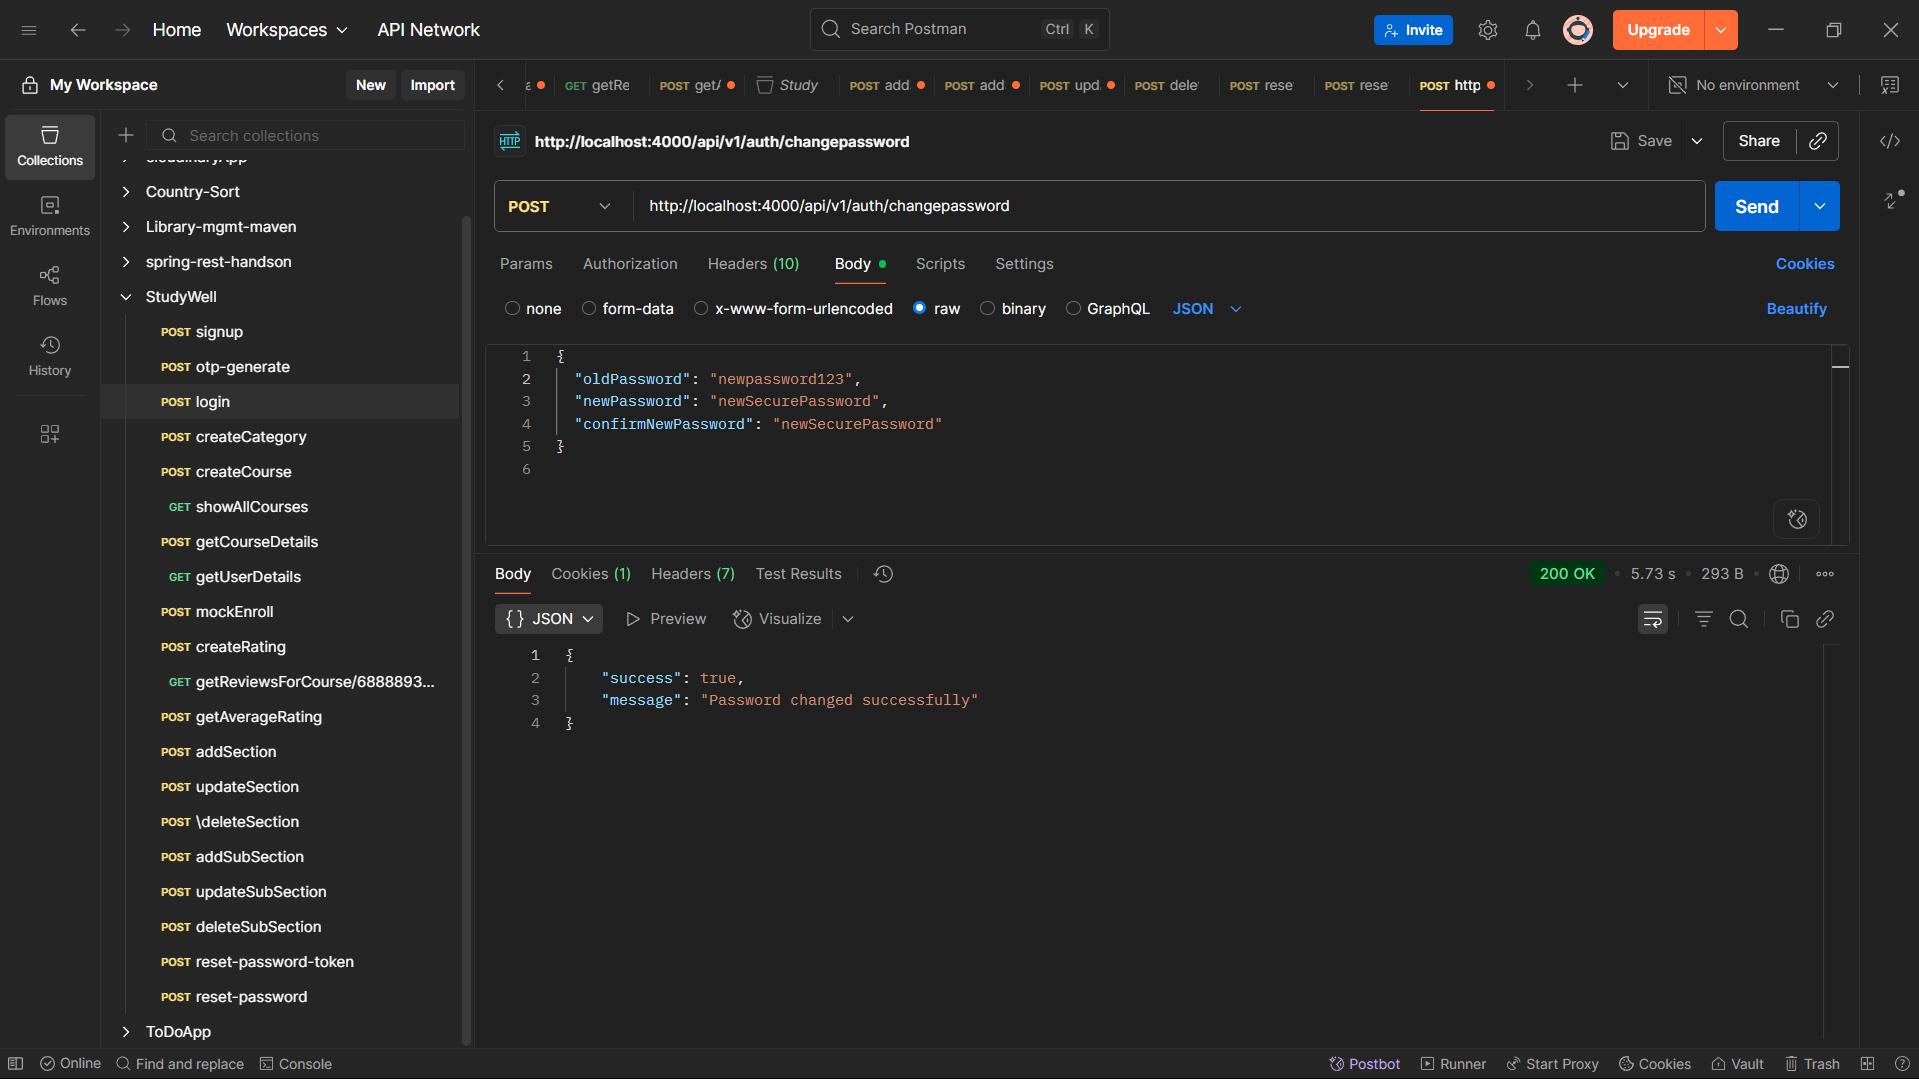 Home Workspaces API Network Search Postman Ctrl K Invite Upgrade
My Workspace New Import
GET getRe POST getA POST add POST add POST upd POST dele POST rese POST rese POST http No environment
Study
Search collections
Collections
Environments
Flows
History
Country-Sort
Library-mgmt-maven
spring-rest-handson
StudyWell
POST signup
POST otp-generate
POST login
POST createCategory
POST createCourse
GET showAllCourses
POST getCourseDetails
GET getUserDetails
POST mockEnroll
POST createRating
GET getReviewsForCourse/6888893...
POST getAverageRating
POST addSection
POST updateSection
POST \deleteSection
POST addSubSection
POST updateSubSection
POST deleteSubSection
POST reset-password-token
POST reset-password
ToDoApp
HTTP http://localhost:4000/api/v1/auth/changepassword Save Share
POST http://localhost:4000/api/v1/auth/changepassword Send
Params Authorization Headers (10) Body Scripts Settings Cookies
none form-data x-www-form-urlencoded raw binary GraphQL JSON Beautify
1 {
2 "oldPassword": "newpassword123",
3 "newPassword": "newSecurePassword",
4 "confirmNewPassword": "newSecurePassword"
5 }
6
Body Cookies (1) Headers (7) Test Results 200 OK 5.73 s 293 B
{} JSON Preview Visualize
1 {
2 "success": true,
3 "message": "Password changed successfully"
4 }
Online Find and replace Console Postbot Runner Start Proxy Cookies Vault Trash